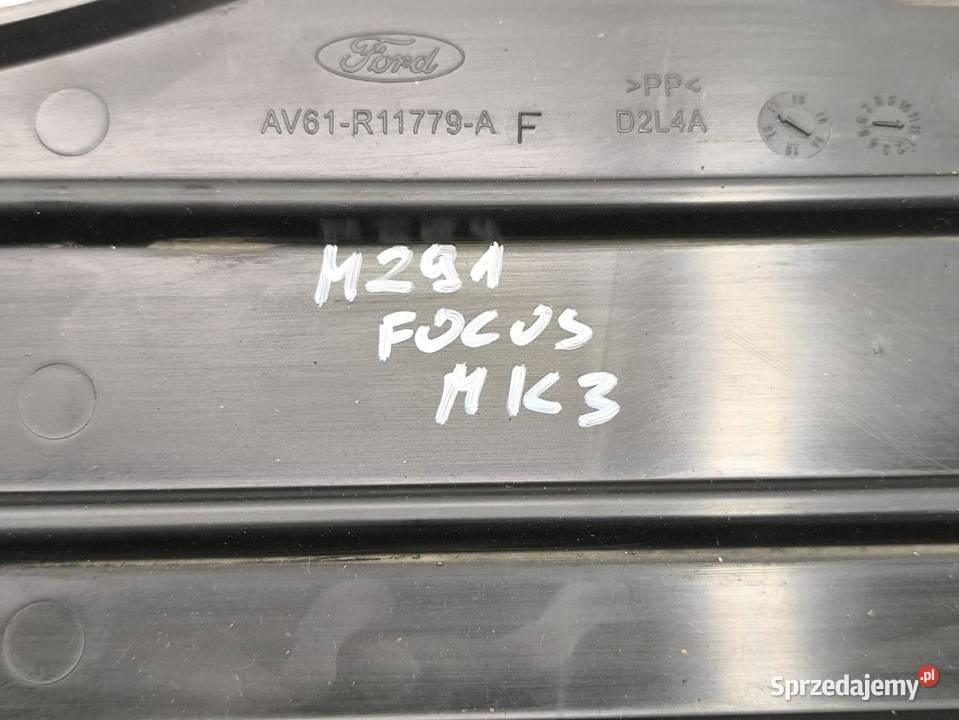 Ford
>PP<
AV61-R11779-A F
D2L4A
M291
FOCUS
MK3
Sprzedajemy.pl